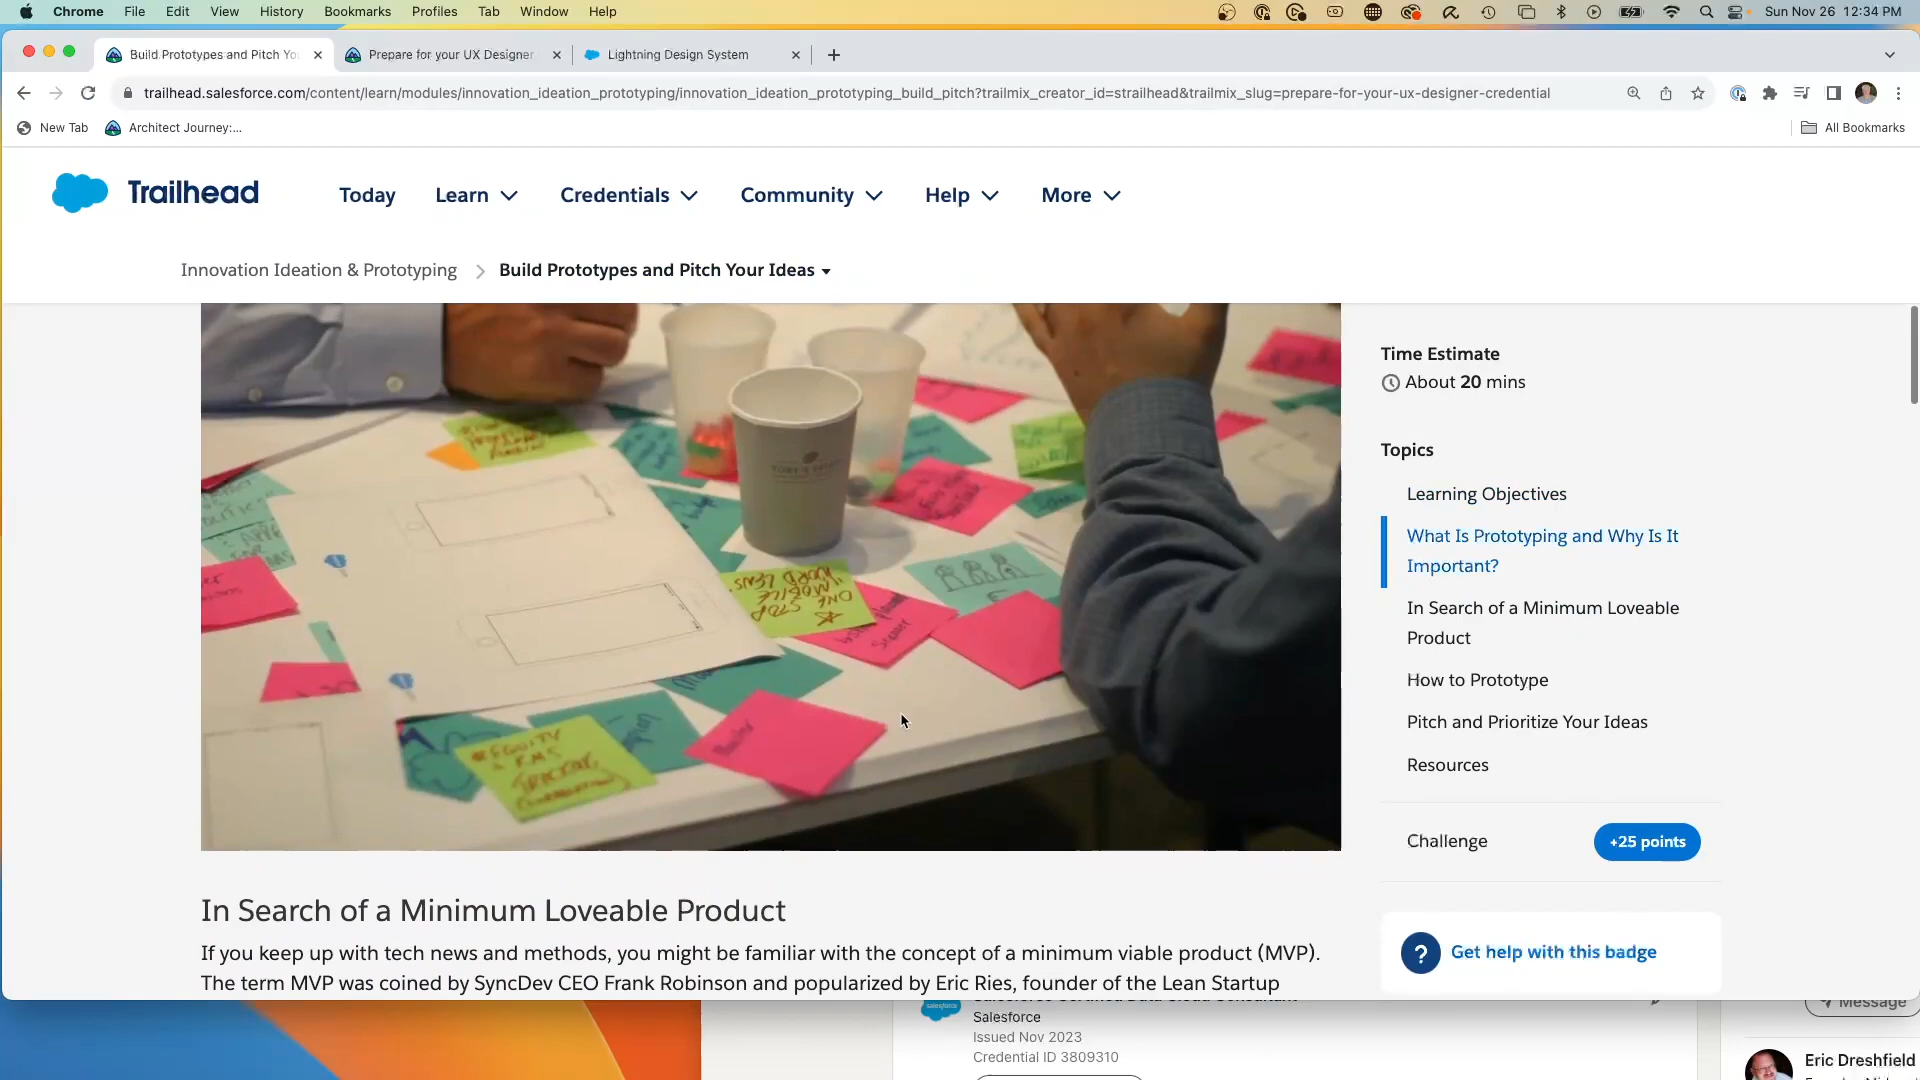 Chrome File Edit View History Bookmarks Profiles Tab Window Help
Sun Nov 26 12:34 PM
Build Prototypes and Pitch Yo
Prepare for your UX Designer
Lightning Design System
trailhead.salesforce.com/content/learn/modules/innovation_ideation_prototyping/innovation_ideation_prototyping_build_pitch?trailmix_creator_id=strailhead&trailmix_slug=prepare-for-your-ux-designer-credential
New Tab
Architect Journey:...
All Bookmarks
Trailhead
Today Learn Credentials Community Help More
Innovation Ideation & Prototyping
Build Prototypes and Pitch Your Ideas
ONE STOP
MOBILE
WORD LENS
Time Estimate
About 20 mins
Topics
Learning Objectives
What Is Prototyping and Why Is It
Important?
In Search of a Minimum Loveable
Product
How to Prototype
Pitch and Prioritize Your Ideas
Resources
Challenge
+25 points
? Get help with this badge
In Search of a Minimum Loveable Product
If you keep up with tech news and methods, you might be familiar with the concept of a minimum viable product (MVP).
The term MVP was coined by SyncDev CEO Frank Robinson and popularized by Eric Ries, founder of the Lean Startup
salesforce
Salesforce
Issued Nov 2023
Credential ID 3809310
Message
Eric Dreshfield